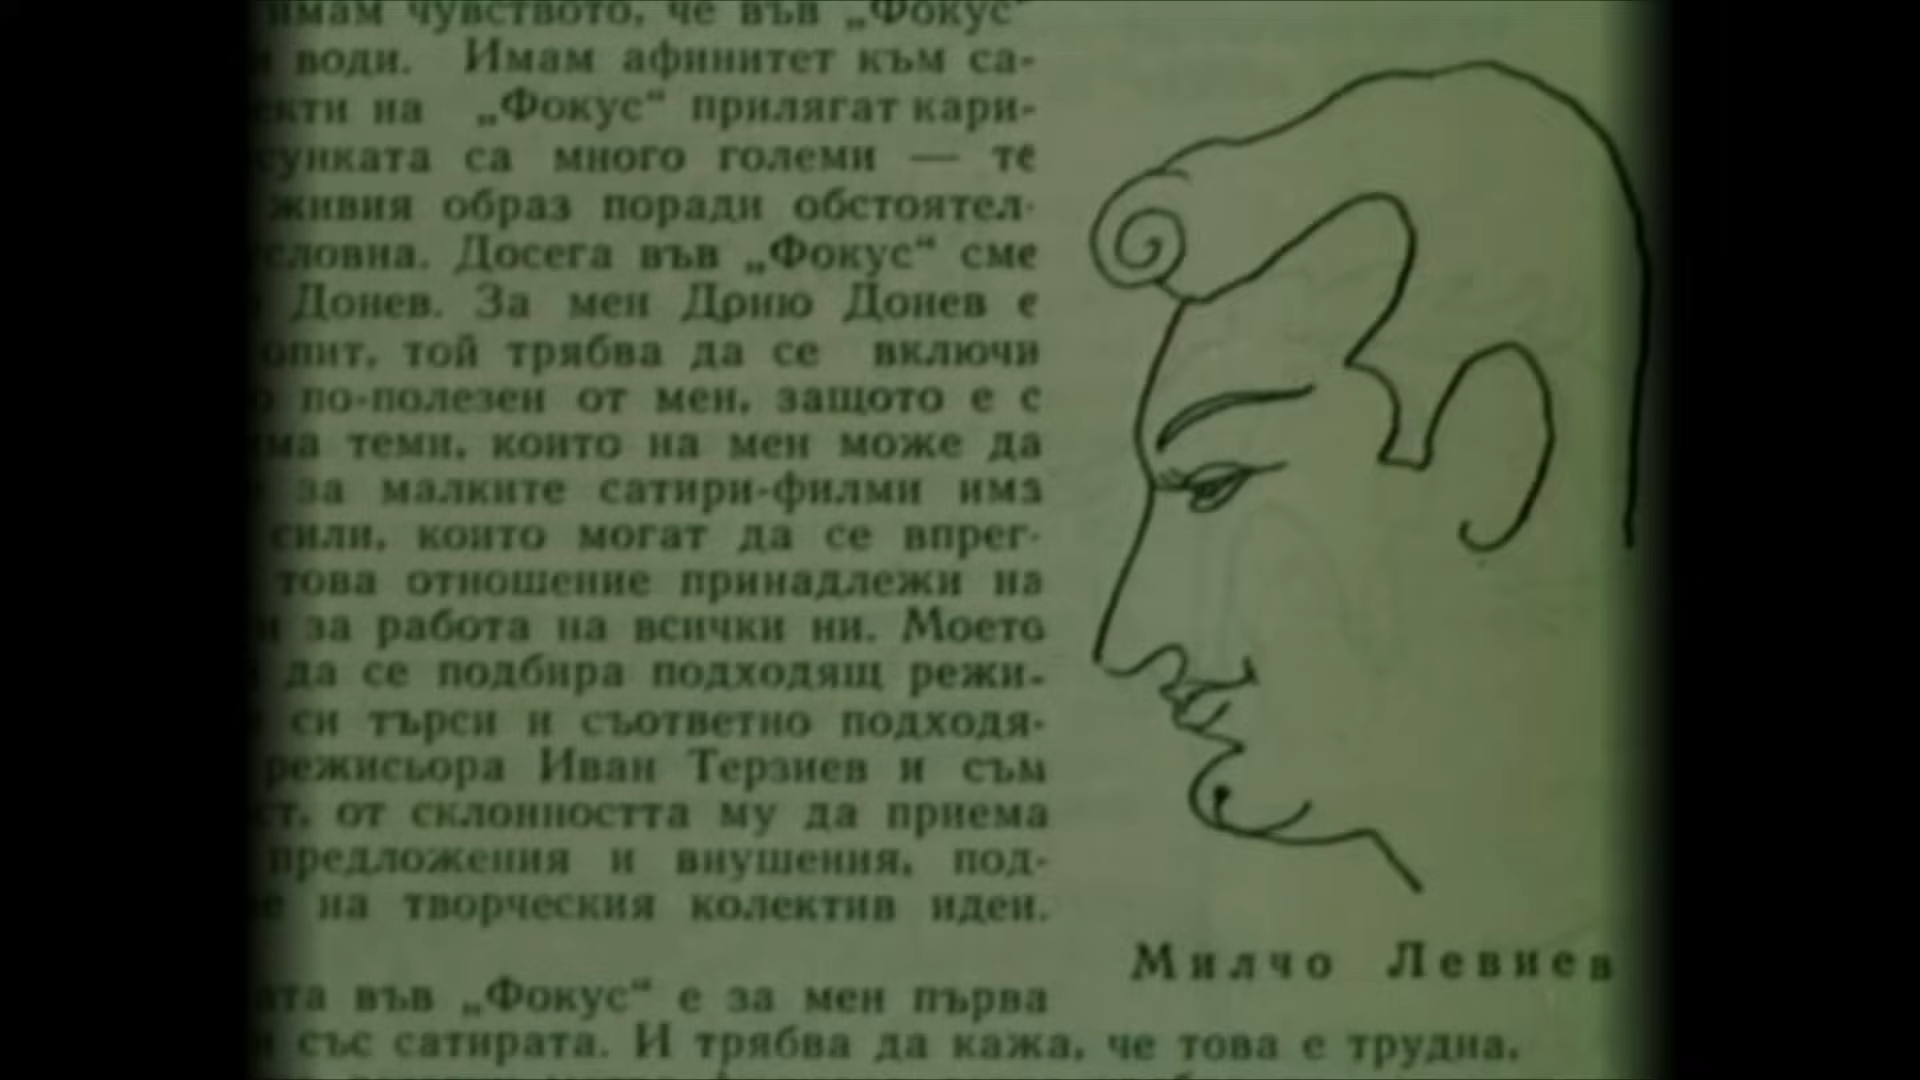 имам чувството, че във „Фокус“
води. Имам афинитет към са-
екти на „Фокус“ прилягат кари-
сунката са много големи — те
живия образ поради обстоятел-
словна. Досега във „Фокус“ сме
Донев. За мен Дрию Донев е
опит, той трябва да се включи
по-полезен от мен, защото е с
има теми, които на мен може да
за малките сатири-филми има
сили, които могат да се впрег-
това отношение принадлежи на
и за работа на всички ни. Моето
да се подбира подходящ режи-
си търси и съответно подходя-
режисьора Иван Терзиев и съм
ст, от склонността му да приема
предложения и внушения, под-
на творческия колектив идеи.
Милчо Левиев
ата във „Фокус“ е за мен първа
със сатирата. И трябва да кажа, че това е трудна,